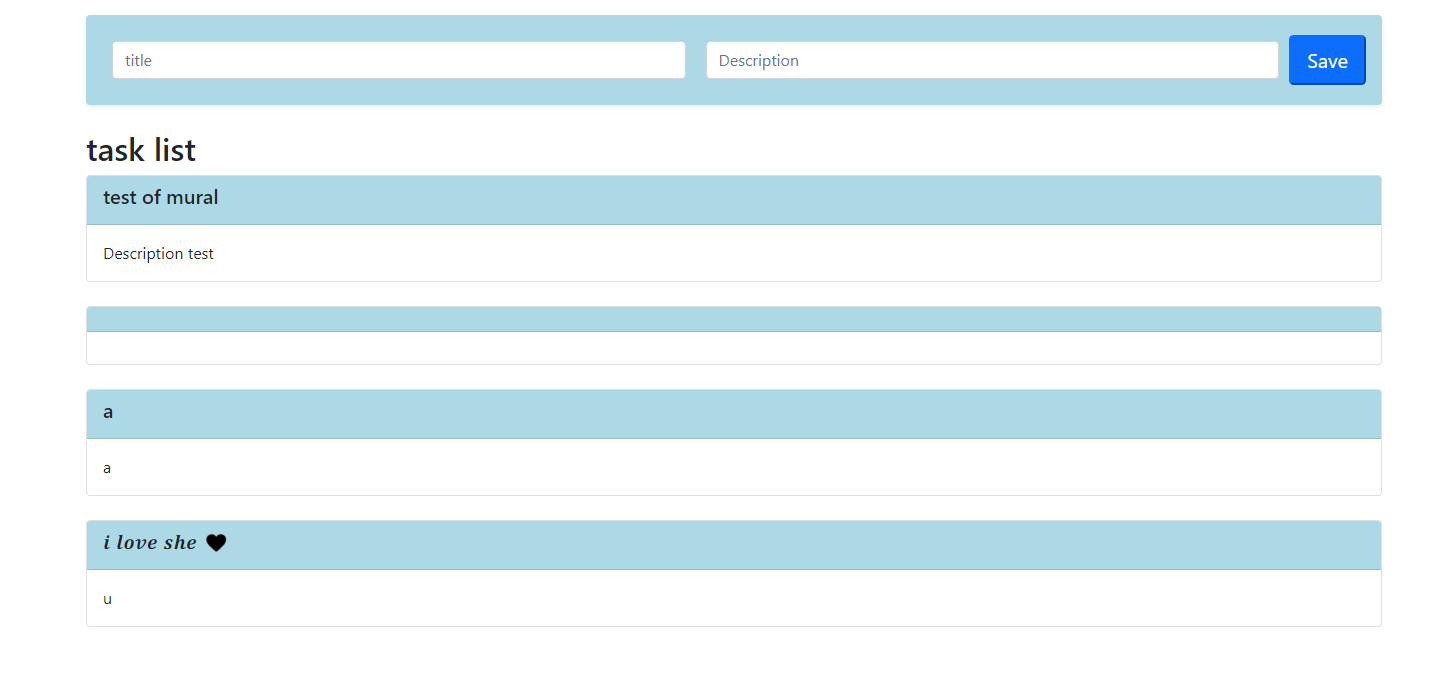 title
Description
Save
task list
test of mural
Description test
a
a
i love she 🖤
u